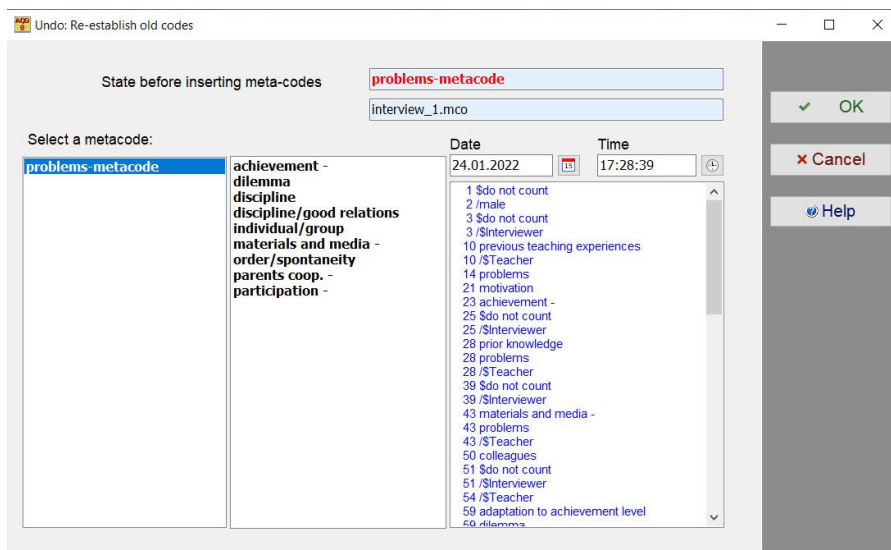 AQD
Undo: Re-establish old codes
State before inserting meta-codes
problems-metacode
interview_1.mco
Select a metacode:
problems-metacode
achievement -
dilemma
discipline
discipline/good relations
individual/group
materials and media -
order/spontaneity
parents coop. -
participation -
Date
Time
24.01.2022
15
17:28:39
1 $do not count
2 /male
3 $do not count
3 /$Interviewer
10 previous teaching experiences
10 /$Teacher
14 problems
21 motivation
23 achievement -
25 $do not count
25 /$Interviewer
28 prior knowledge
28 problems
28 /$Teacher
39 $do not count
39 /$Interviewer
43 materials and media -
43 problems
43 /$Teacher
50 colleagues
51 $do not count
51 /$Interviewer
54 /$Teacher
59 adaptation to achievement level
59 dilemma
OK
Cancel
Help